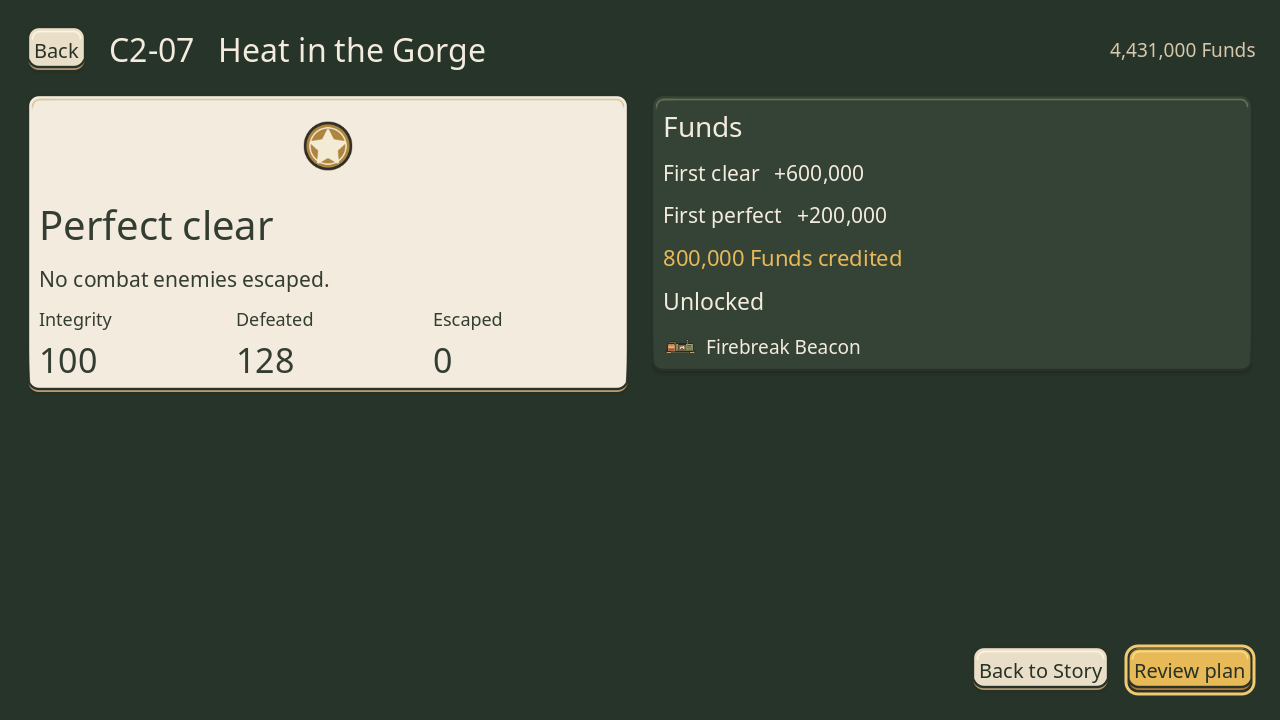 Back
C2-07 Heat in the Gorge
4,431,000 Funds
Perfect clear
No combat enemies escaped.
Integrity Defeated Escaped
100 128 0
Funds
First clear +600,000
First perfect +200,000
800,000 Funds credited
Unlocked
Firebreak Beacon
Back to Story
Review plan